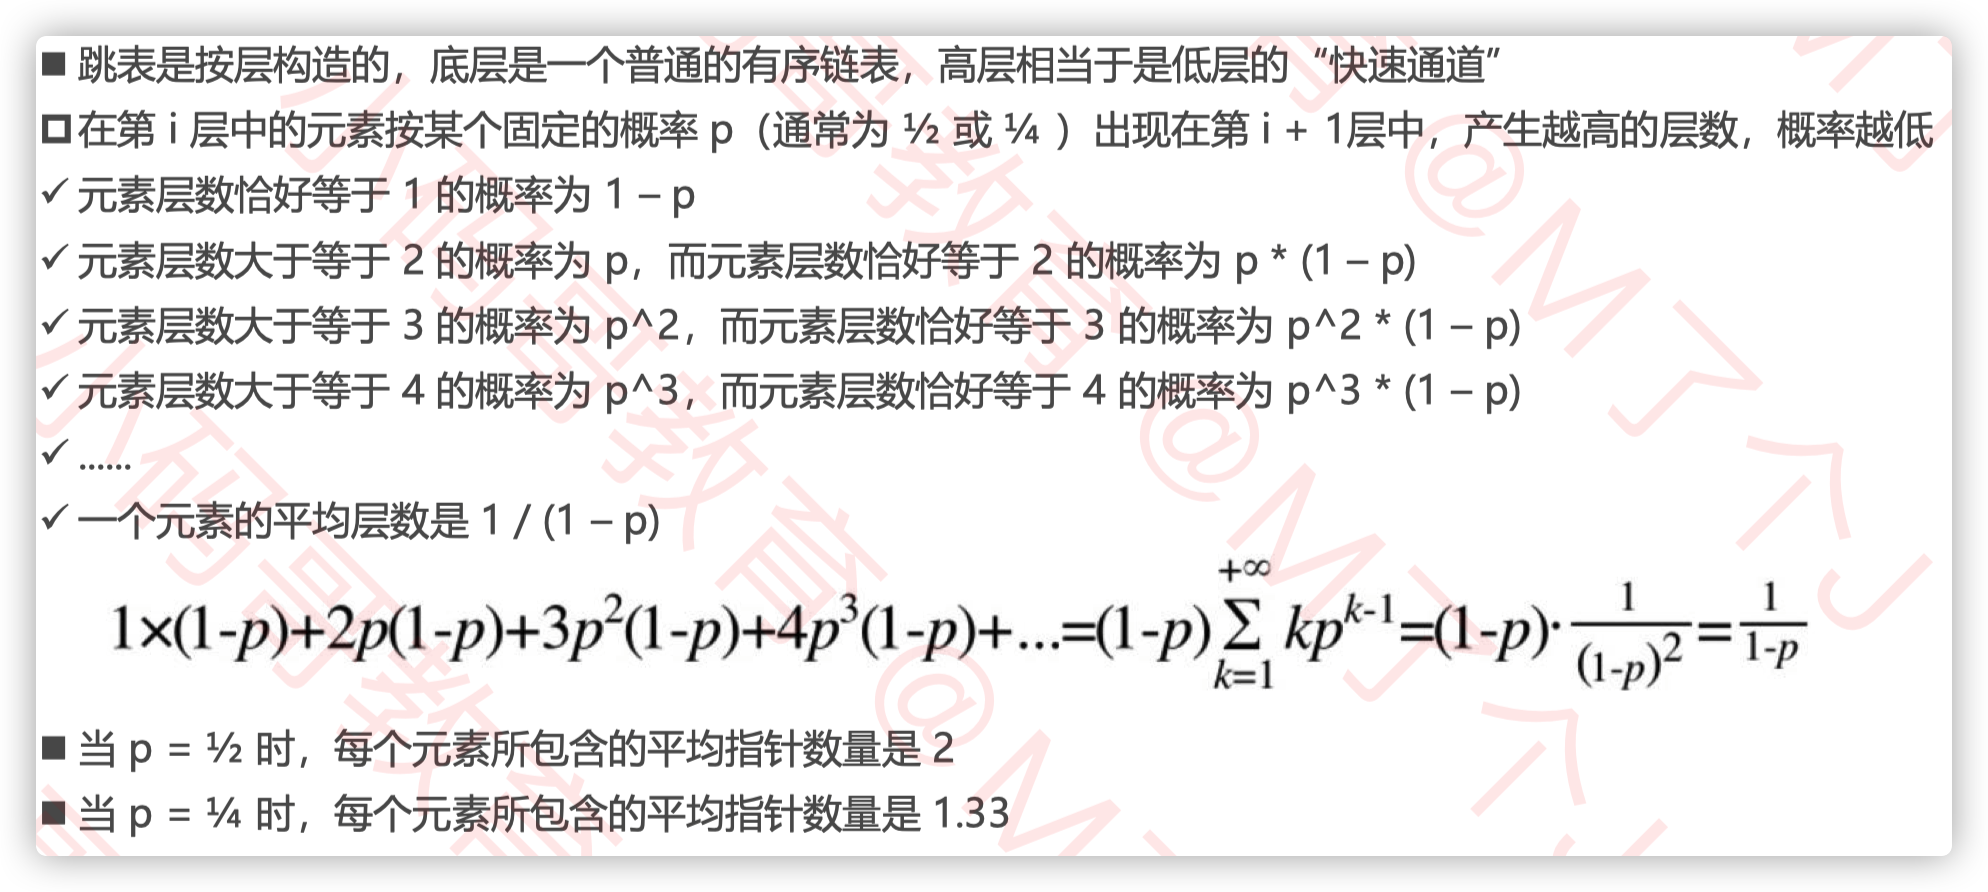 ■ 跳表是按层构造的，底层是一个普通的有序链表，高层相当于是低层的“快速通道”
在第 i 层中的元素按某个固定的概率 p（通常为 ½ 或 ¼ ）出现在第 i + 1层中，产生越高的层数，概率越低
✓ 元素层数恰好等于 1 的概率为 1 – p
✓ 元素层数大于等于 2 的概率为 p，而元素层数恰好等于 2 的概率为 p * (1 – p)
✓ 元素层数大于等于 3 的概率为 p^2，而元素层数恰好等于 3 的概率为 p^2 * (1 – p)
✓ 元素层数大于等于 4 的概率为 p^3，而元素层数恰好等于 4 的概率为 p^3 * (1 – p)
✓ ......
✓ 一个元素的平均层数是 1 / (1 – p)
1×(1-p)+2p(1-p)+3p²(1-p)+4p³(1-p)+...=(1-p) ∑_{k=1}^{+∞} kp^{k-1}=(1-p)·1/(1-p)²=1/(1-p)
■ 当 p = ½ 时，每个元素所包含的平均指针数量是 2
■ 当 p = ¼ 时，每个元素所包含的平均指针数量是 1.33
小码哥教育 @M了个J